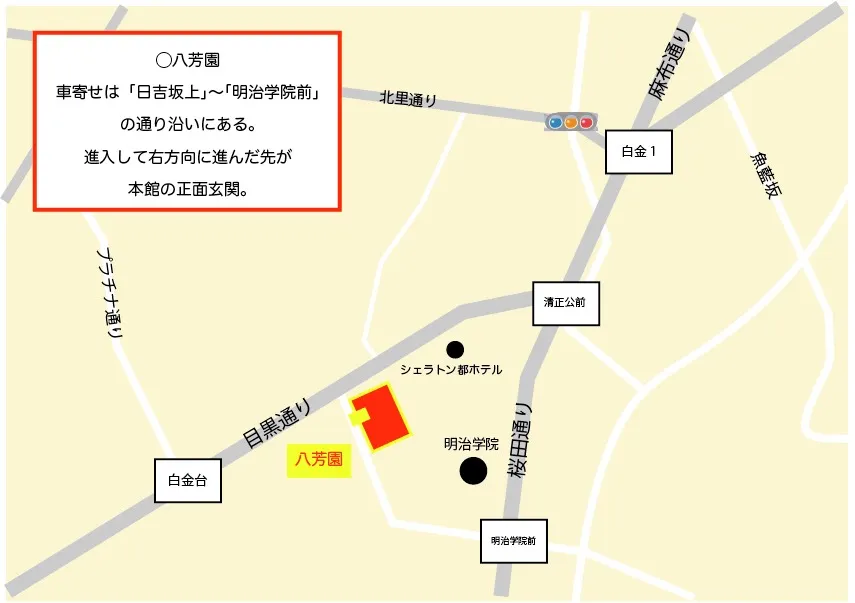 ○八芳園
車寄せは「日吉坂上」〜「明治学院前」
の通り沿いにある。
進入して右方向に進んだ先が
本館の正面玄関。
北里通り
麻布通り
白金1
魚藍坂
プラチナ通り
清正公前
シェラトン都ホテル
目黒通り
明治学院
桜田通り
八芳園
白金台
明治学院前